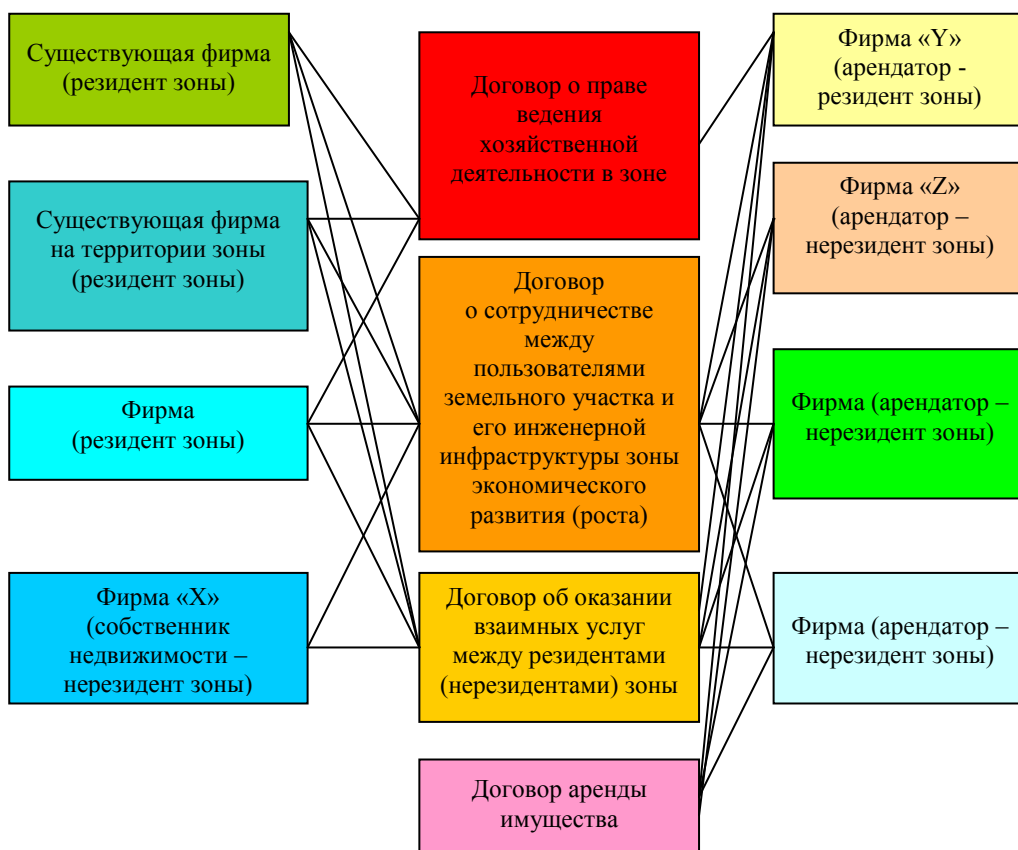 Существующая фирма
(резидент зоны)
Существующая фирма
на территории зоны
(резидент зоны)
Фирма
(резидент зоны)
Фирма «X»
(собственник
недвижимости –
нерезидент зоны)
Договор о праве
ведения
хозяйственной
деятельности в зоне
Договор
о сотрудничестве
между
пользователями
земельного участка и
его инженерной
инфраструктуры зоны
экономического
развития (роста)
Договор об оказании
взаимных услуг
между резидентами
(нерезидентами) зоны
Договор аренды
имущества
Фирма «Y»
(арендатор -
резидент зоны)
Фирма «Z»
(арендатор –
нерезидент зоны)
Фирма (арендатор –
нерезидент зоны)
Фирма (арендатор –
нерезидент зоны)